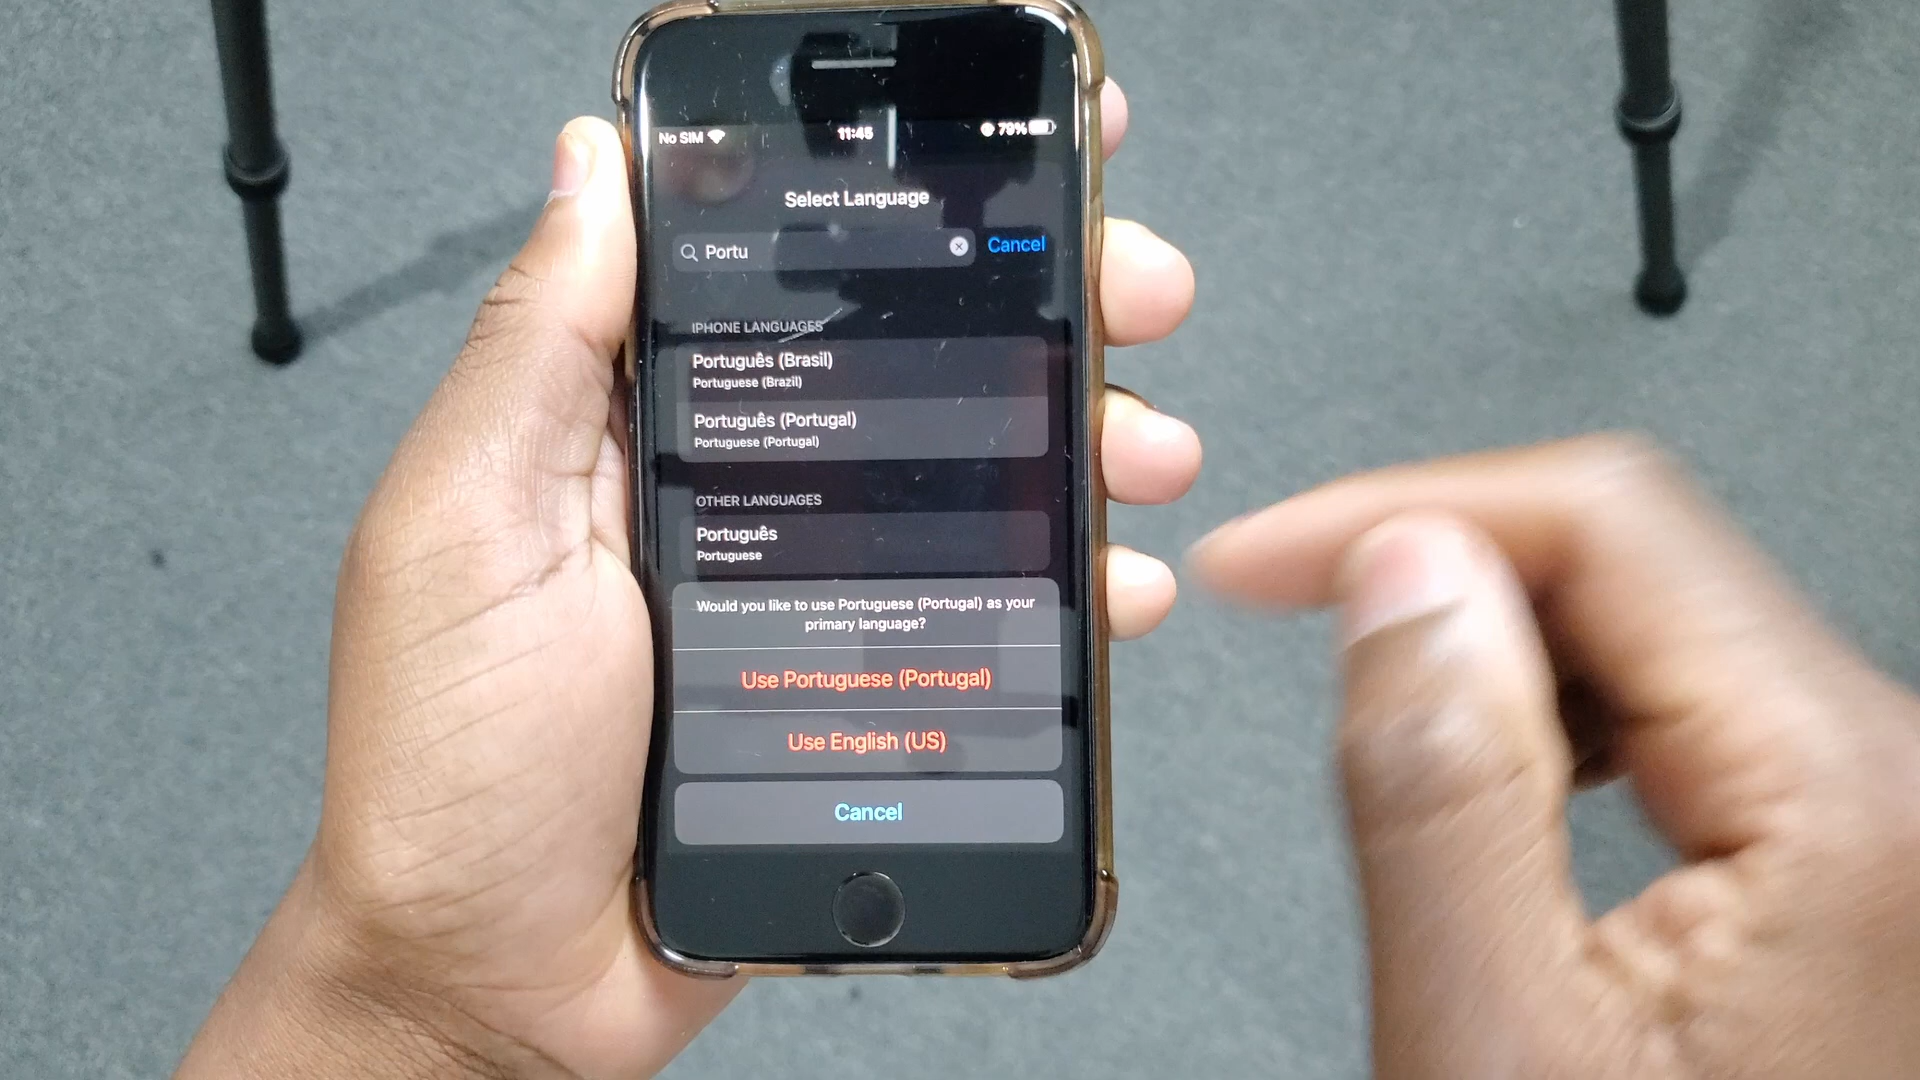 No SIM 11:45 79%
Select Language
Portu Cancel
IPHONE LANGUAGES
Português (Brasil)
Portuguese (Brazil)
Português (Portugal)
Portuguese (Portugal)
OTHER LANGUAGES
Português
Portuguese
Would you like to use Portuguese (Portugal) as your
primary language?
Use Portuguese (Portugal)
Use English (US)
Cancel